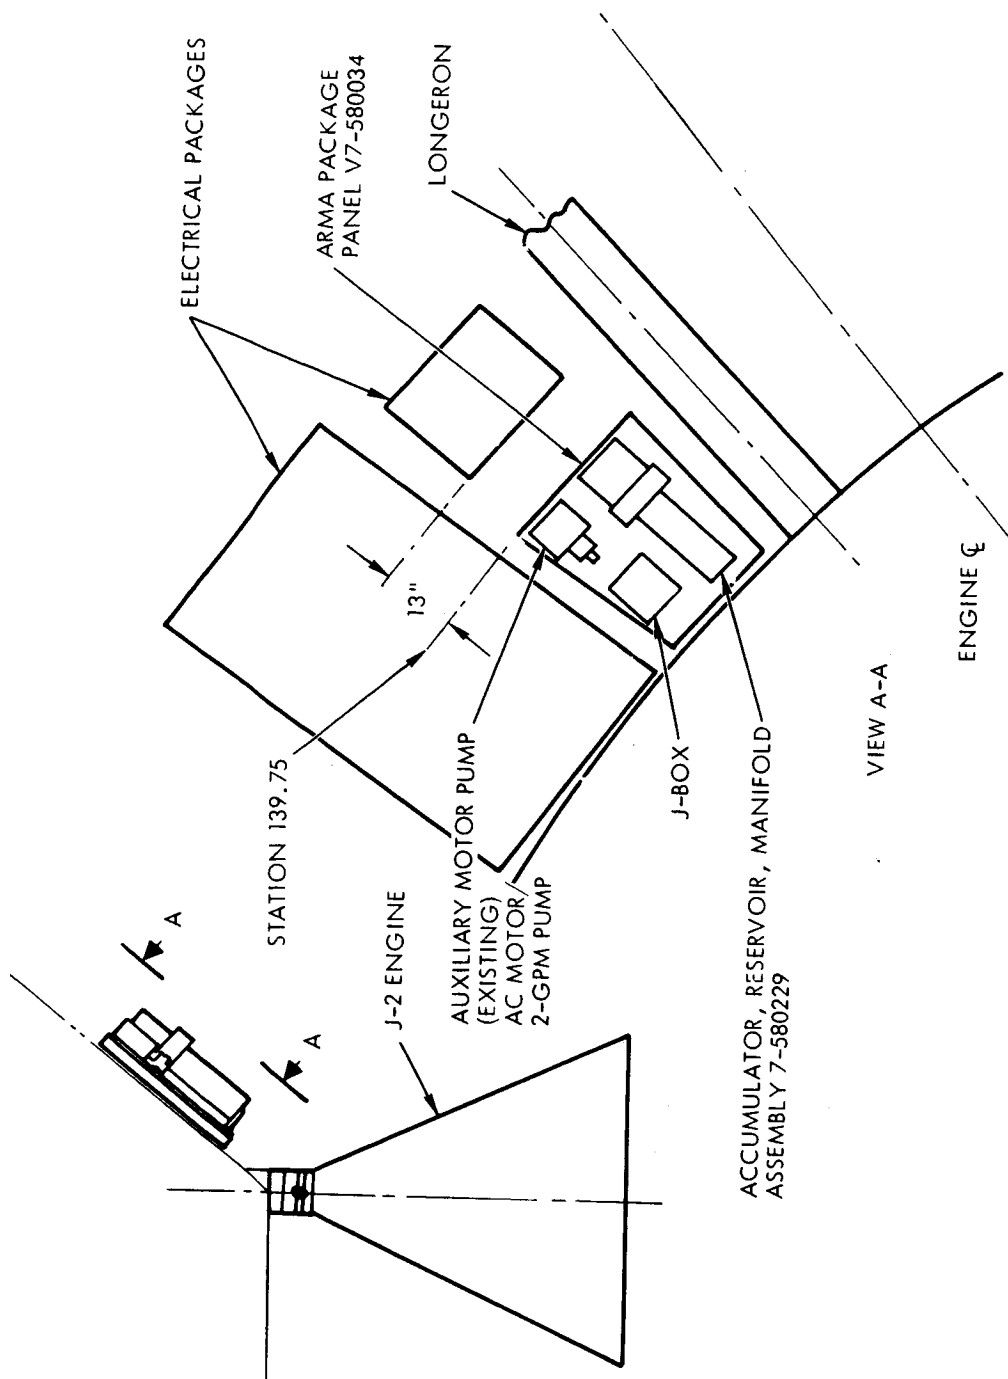 ELECTRICAL PACKAGES
ARMA PACKAGE
PANEL V7-580034
LONGERON
13"
STATION 139.75
A
A
J-2 ENGINE
AUXILIARY MOTOR PUMP
(EXISTING)
AC MOTOR
2-GPM PUMP
J-BOX
ACCUMULATOR, RESERVOIR, MANIFOLD
ASSEMBLY 7-580229
VIEW A-A
ENGINE ℄